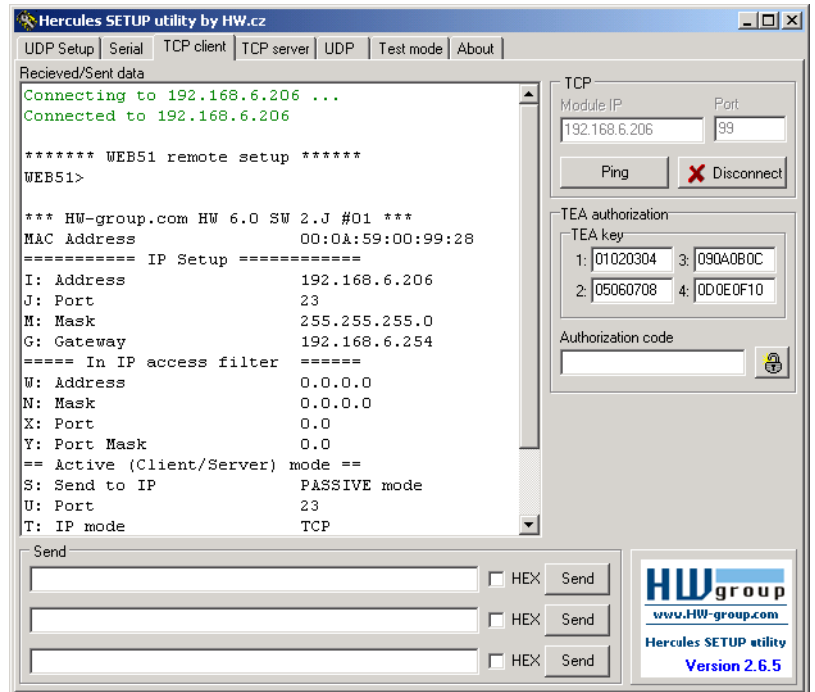 Hercules SETUP utility by HW.cz
UDP Setup Serial TCP client TCP server UDP Test mode About
Recieved/Sent data
Connecting to 192.168.6.206 ...
Connected to 192.168.6.206
******* WEB51 remote setup ******
WEB51>
*** HW-group.com HW 6.0 SW 2.J #01 ***
MAC Address 00:0A:59:00:99:28
=========== IP Setup ============
I: Address 192.168.6.206
J: Port 23
M: Mask 255.255.255.0
G: Gateway 192.168.6.254
===== In IP access filter ======
W: Address 0.0.0.0
N: Mask 0.0.0.0
X: Port 0.0
Y: Port Mask 0.0
== Active (Client/Server) mode ==
S: Send to IP PASSIVE mode
U: Port 23
T: IP mode TCP
TCP
Module IP Port
192.168.6.206 99
Ping Disconnect
TEA authorization
TEA key
1: 01020304 3: 090A0B0C
2: 05060708 4: 0D0E0F10
Authorization code
Send
HEX Send
HEX Send
HEX Send
HW group
www.HW-group.com
Hercules SETUP utility
Version 2.6.5